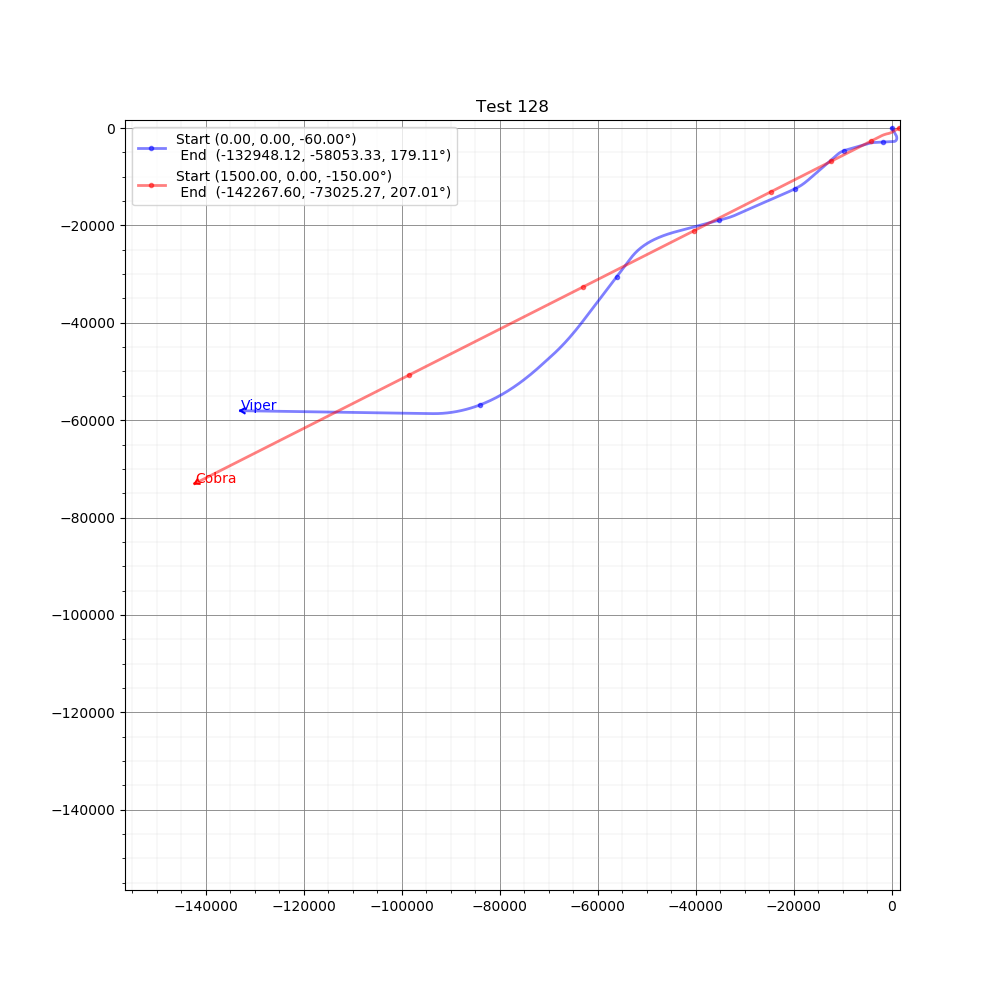 Test 128
Start (0.00, 0.00, -60.00°)
End  (-132948.12, -58053.33, 179.11°)
Start (1500.00, 0.00, -150.00°)
End  (-142267.60, -73025.27, 207.01°)
0
−20000
−40000
−60000
−80000
−100000
−120000
−140000
Viper
Cobra
−140000 −120000 −100000 −80000 −60000 −40000 −20000 0